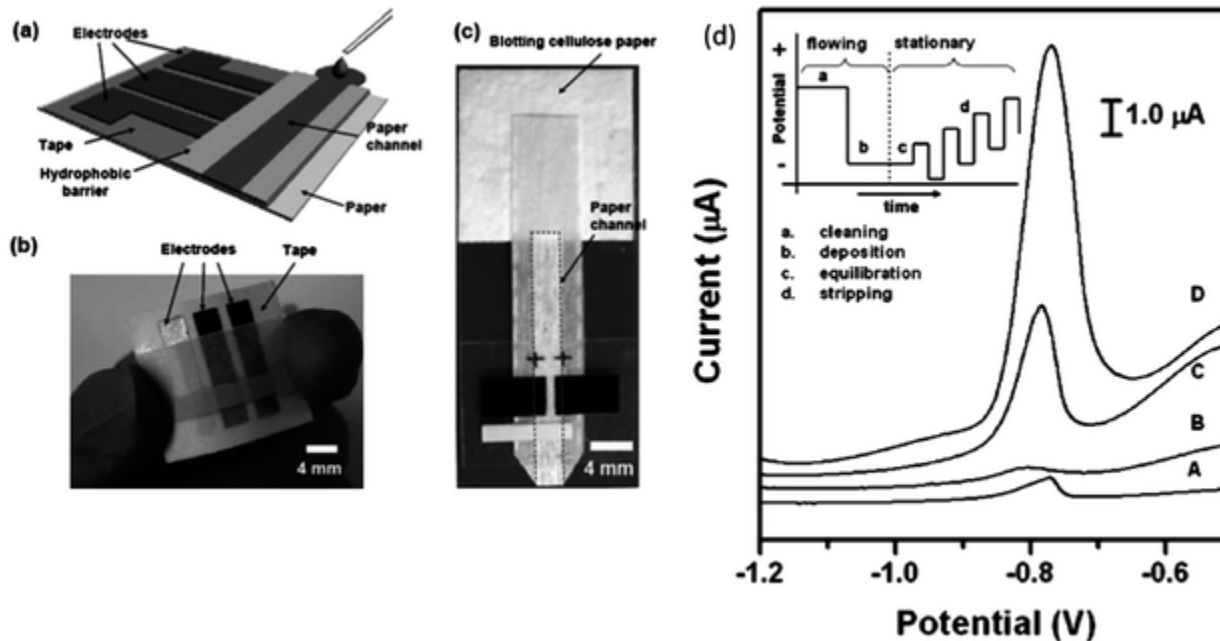 (a)
Electrodes
Paper
channel
Tape
Hydrophobic
barrier
Paper
(b)
Electrodes
Tape
4 mm
(c)
Blotting cellulose paper
Paper
channel
4 mm
(d)
flowing
stationary
+
Potential
-
a
b
c
d
time
a. cleaning
b. deposition
c. equilibration
d. stripping
1.0 µA
D
C
B
A
Current (µA)
-1.2
-1.0
-0.8
-0.6
Potential (V)